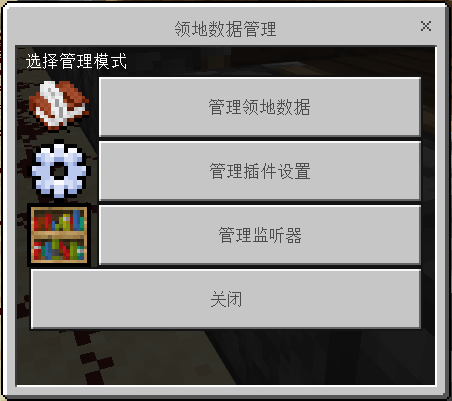 领地数据管理
选择管理模式
管理领地数据
管理插件设置
管理监听器
关闭